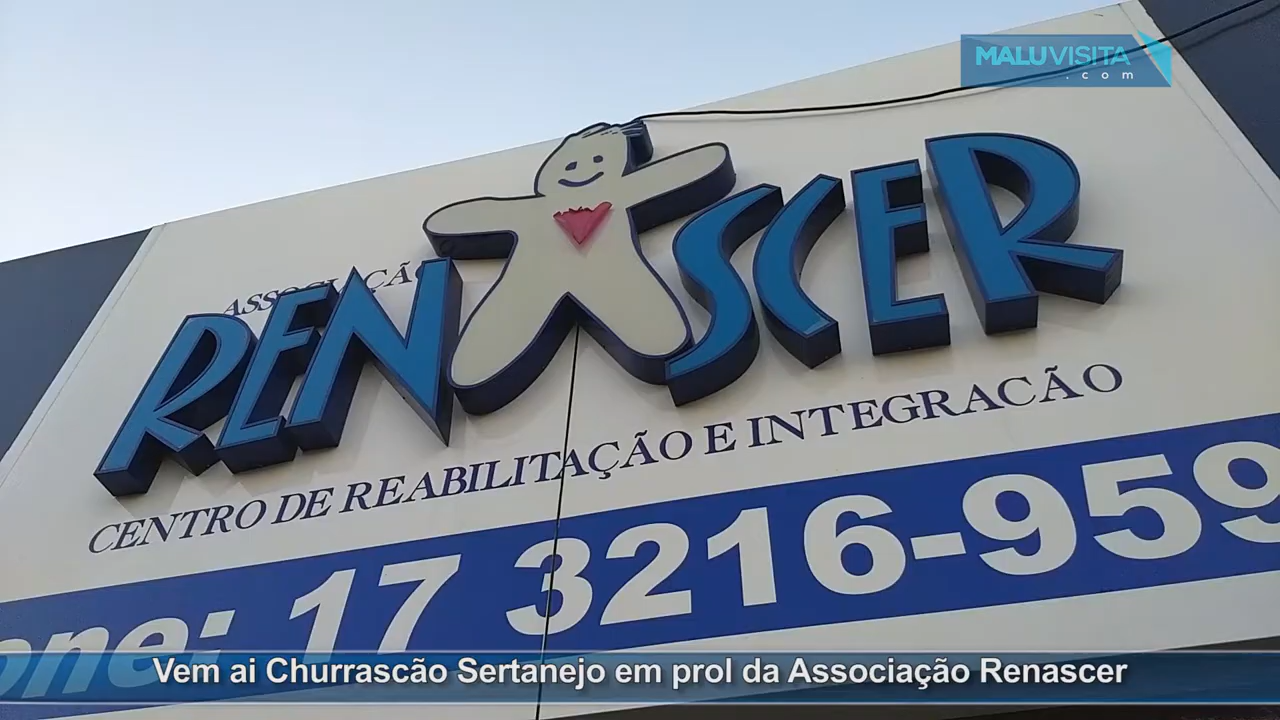 MALUVISITA
.com
ASSOCIAÇÃO
RENASCER
CENTRO DE REABILITAÇÃO E INTEGRACÃO
one: 17 3216-959
Vem ai Churrascão Sertanejo em prol da Associação Renascer